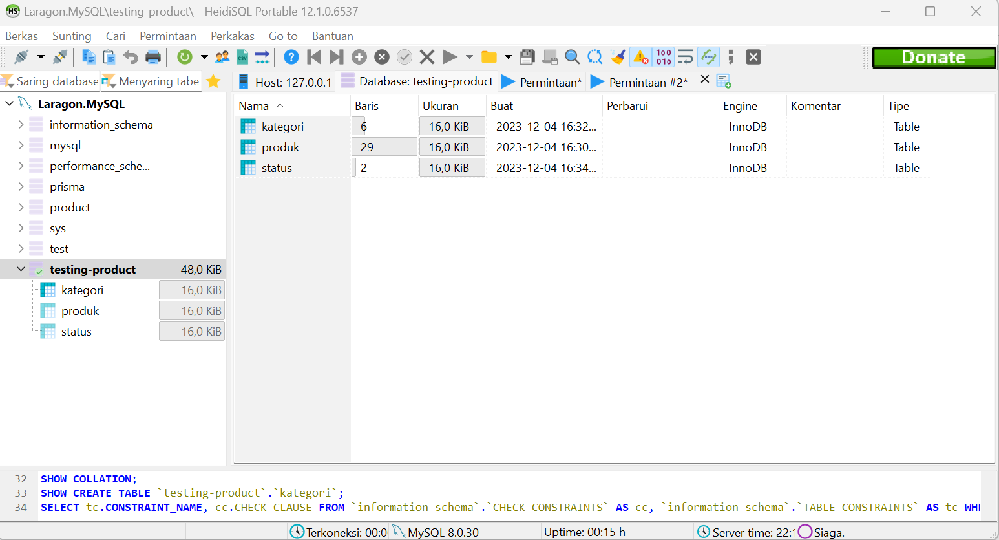 HS Laragon.MySQL\testing-product\ - HeidiSQL Portable 12.1.0.6537
Berkas Sunting Cari Permintaan Perkakas Go to Bantuan
Donate
Saring database Menyaring tabel Host: 127.0.0.1 Database: testing-product Permintaan* Permintaan #2*
Laragon.MySQL
information_schema
mysql
performance_sche...
prisma
product
sys
test
testing-product 48,0 KiB
kategori 16,0 KiB
produk 16,0 KiB
status 16,0 KiB
Nama Baris Ukuran Buat Perbarui Engine Komentar Tipe
kategori 6 16,0 KiB 2023-12-04 16:32... InnoDB Table
produk 29 16,0 KiB 2023-12-04 16:30... InnoDB Table
status 2 16,0 KiB 2023-12-04 16:34... InnoDB Table
32 SHOW COLLATION;
33 SHOW CREATE TABLE `testing-product`.`kategori`;
34 SELECT tc.CONSTRAINT_NAME, cc.CHECK_CLAUSE FROM `information_schema`.`CHECK_CONSTRAINTS` AS cc, `information_schema`.`TABLE_CONSTRAINTS` AS tc WHE
Terkoneksi: 00:0 MySQL 8.0.30 Uptime: 00:15 h Server time: 22: Siaga.